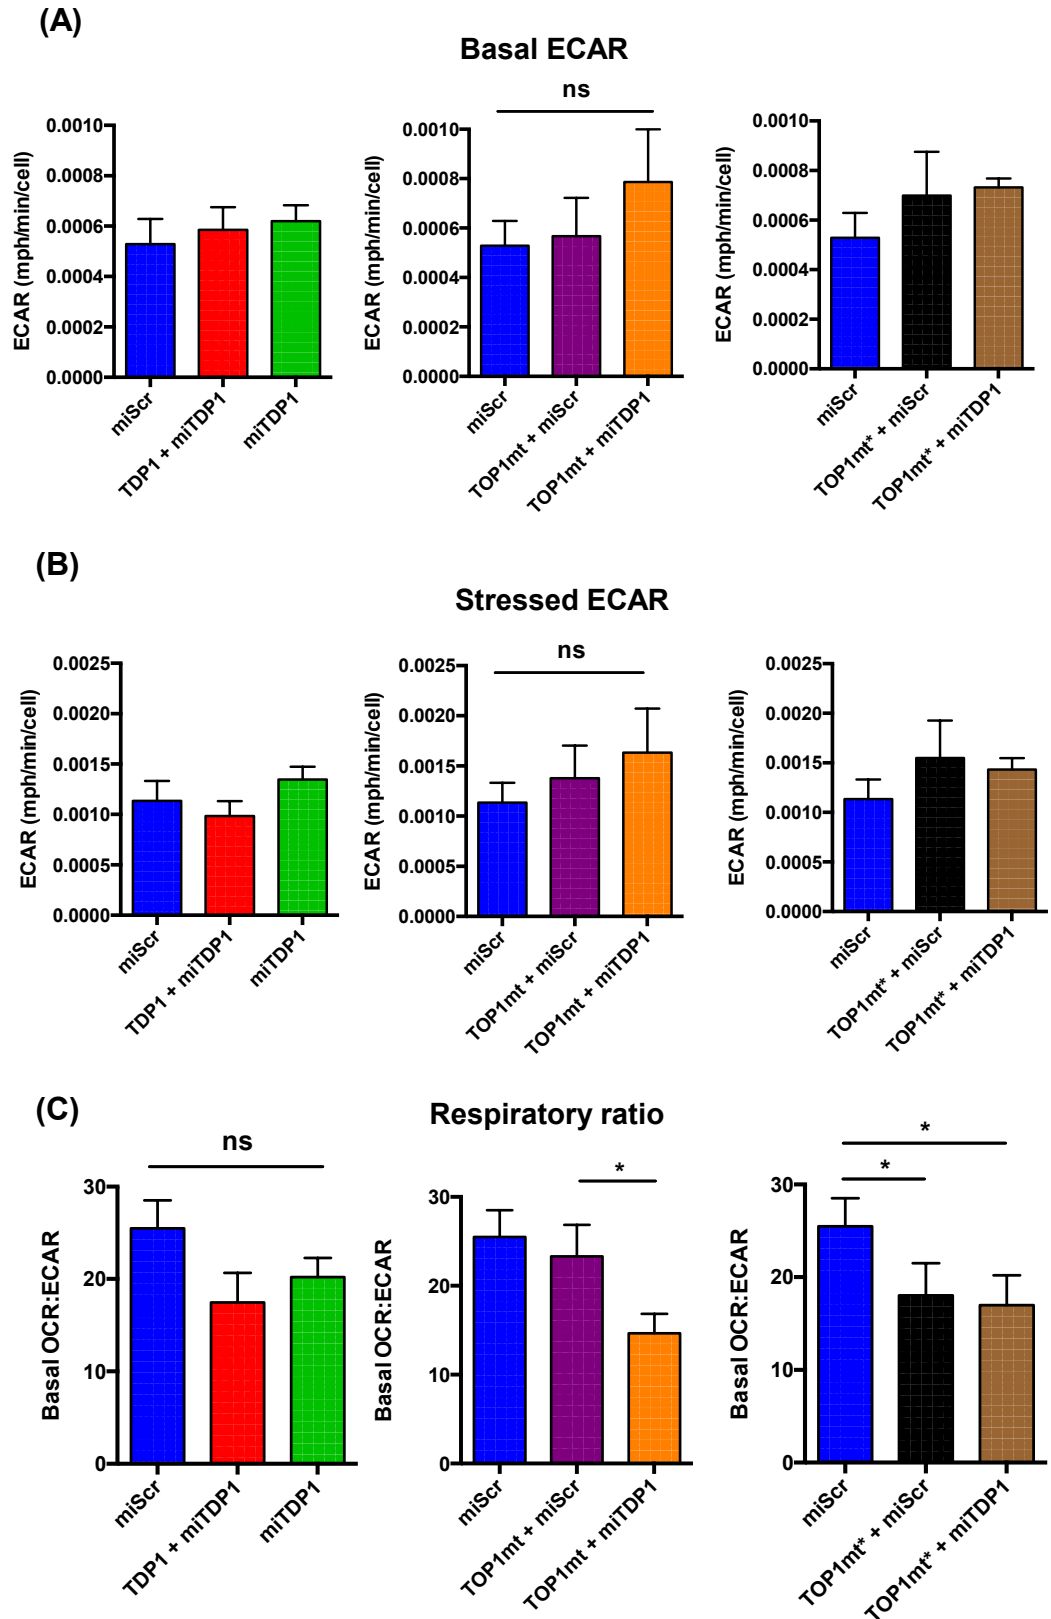 (A)
Basal ECAR
ECAR (mph/min/cell)
0.0010
0.0008
0.0006
0.0004
0.0002
0.0000
miScr
TDP1 + miTDP1
miTDP1
ns
ECAR (mph/min/cell)
0.0010
0.0008
0.0006
0.0004
0.0002
0.0000
miScr
TOP1mt + miScr
TOP1mt + miTDP1
ECAR (mph/min/cell)
0.0010
0.0008
0.0006
0.0004
0.0002
0.0000
miScr
TOP1mt* + miScr
TOP1mt* + miTDP1
(B)
Stressed ECAR
ECAR (mph/min/cell)
0.0025
0.0020
0.0015
0.0010
0.0005
0.0000
miScr
TDP1 + miTDP1
miTDP1
ns
ECAR (mph/min/cell)
0.0025
0.0020
0.0015
0.0010
0.0005
0.0000
miScr
TOP1mt + miScr
TOP1mt + miTDP1
ECAR (mph/min/cell)
0.0025
0.0020
0.0015
0.0010
0.0005
0.0000
miScr
TOP1mt* + miScr
TOP1mt* + miTDP1
(C)
Respiratory ratio
ns
Basal OCR:ECAR
30
20
10
0
miScr
TDP1 + miTDP1
miTDP1
*
Basal OCR:ECAR
30
20
10
0
miScr
TOP1mt + miScr
TOP1mt + miTDP1
*
*
Basal OCR:ECAR
30
20
10
0
miScr
TOP1mt* + miScr
TOP1mt* + miTDP1